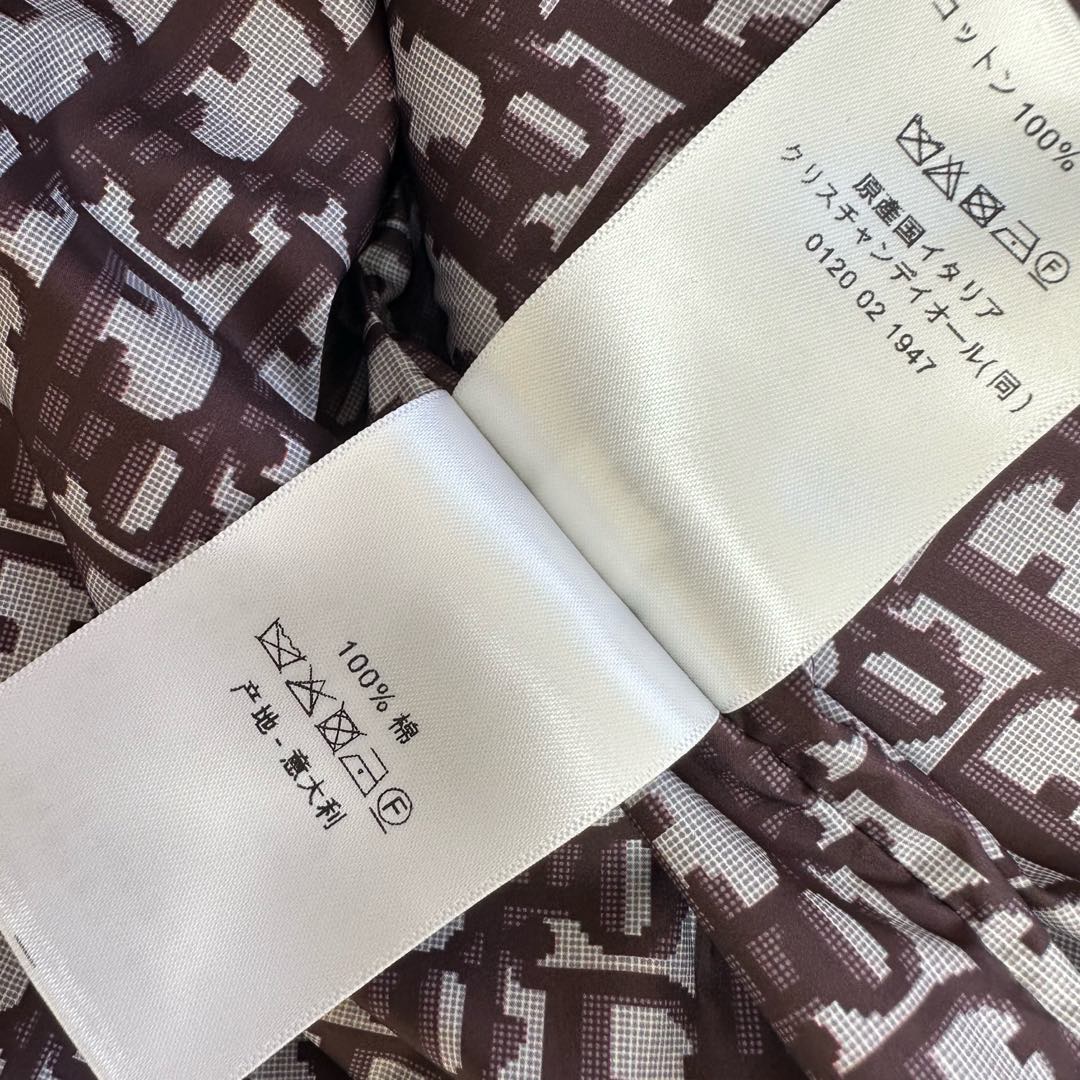 コットン 100%
F
原産国イタリア
クリスチャンディオール(同)
0120 02 1947
100% 棉
F
产地 - 意大利